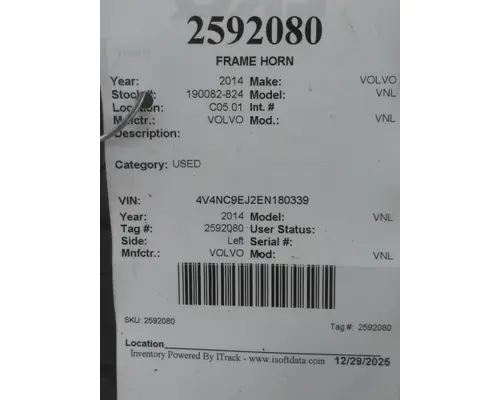 2592080
FRAME HORN
Year: 2014 Make: VOLVO
Stock #: 190082-824 Model: VNL
Location: C05.01 Int. #
Mnfctr.: VOLVO Mod.: VNL
Description:
Category: USED
VIN: 4V4NC9EJ2EN180339
Year: 2014 Model: VNL
Tag #: 2592080 User Status:
Side: Left Serial #:
Mnfctr.: VOLVO Mod: VNL
SKU: 2592080
Tag #: 2592080
Location
Inventory Powered By ITrack - www.isoftdata.com 12/29/2025